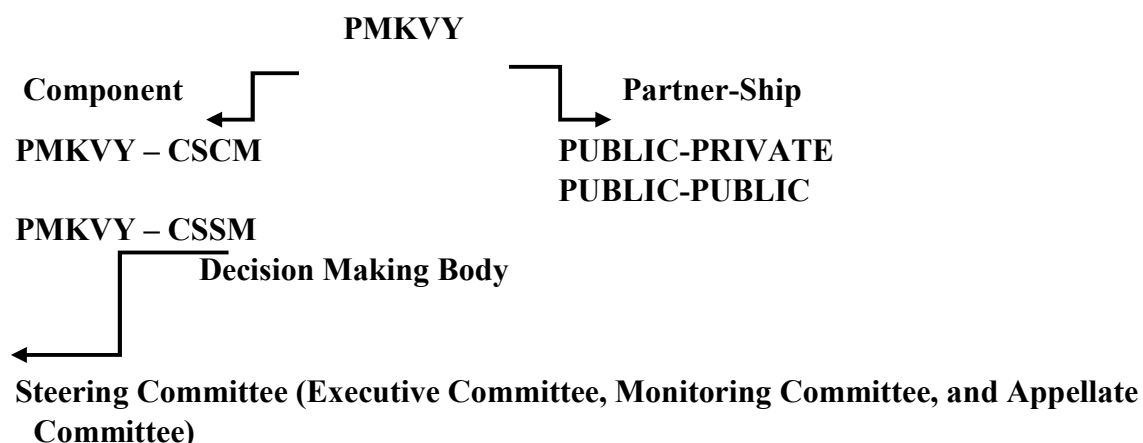 PMKVY
Component Partner-Ship
PMKVY – CSCM PUBLIC-PRIVATE
PUBLIC-PUBLIC
PMKVY – CSSM
Decision Making Body
Steering Committee (Executive Committee, Monitoring Committee, and Appellate
Committee)